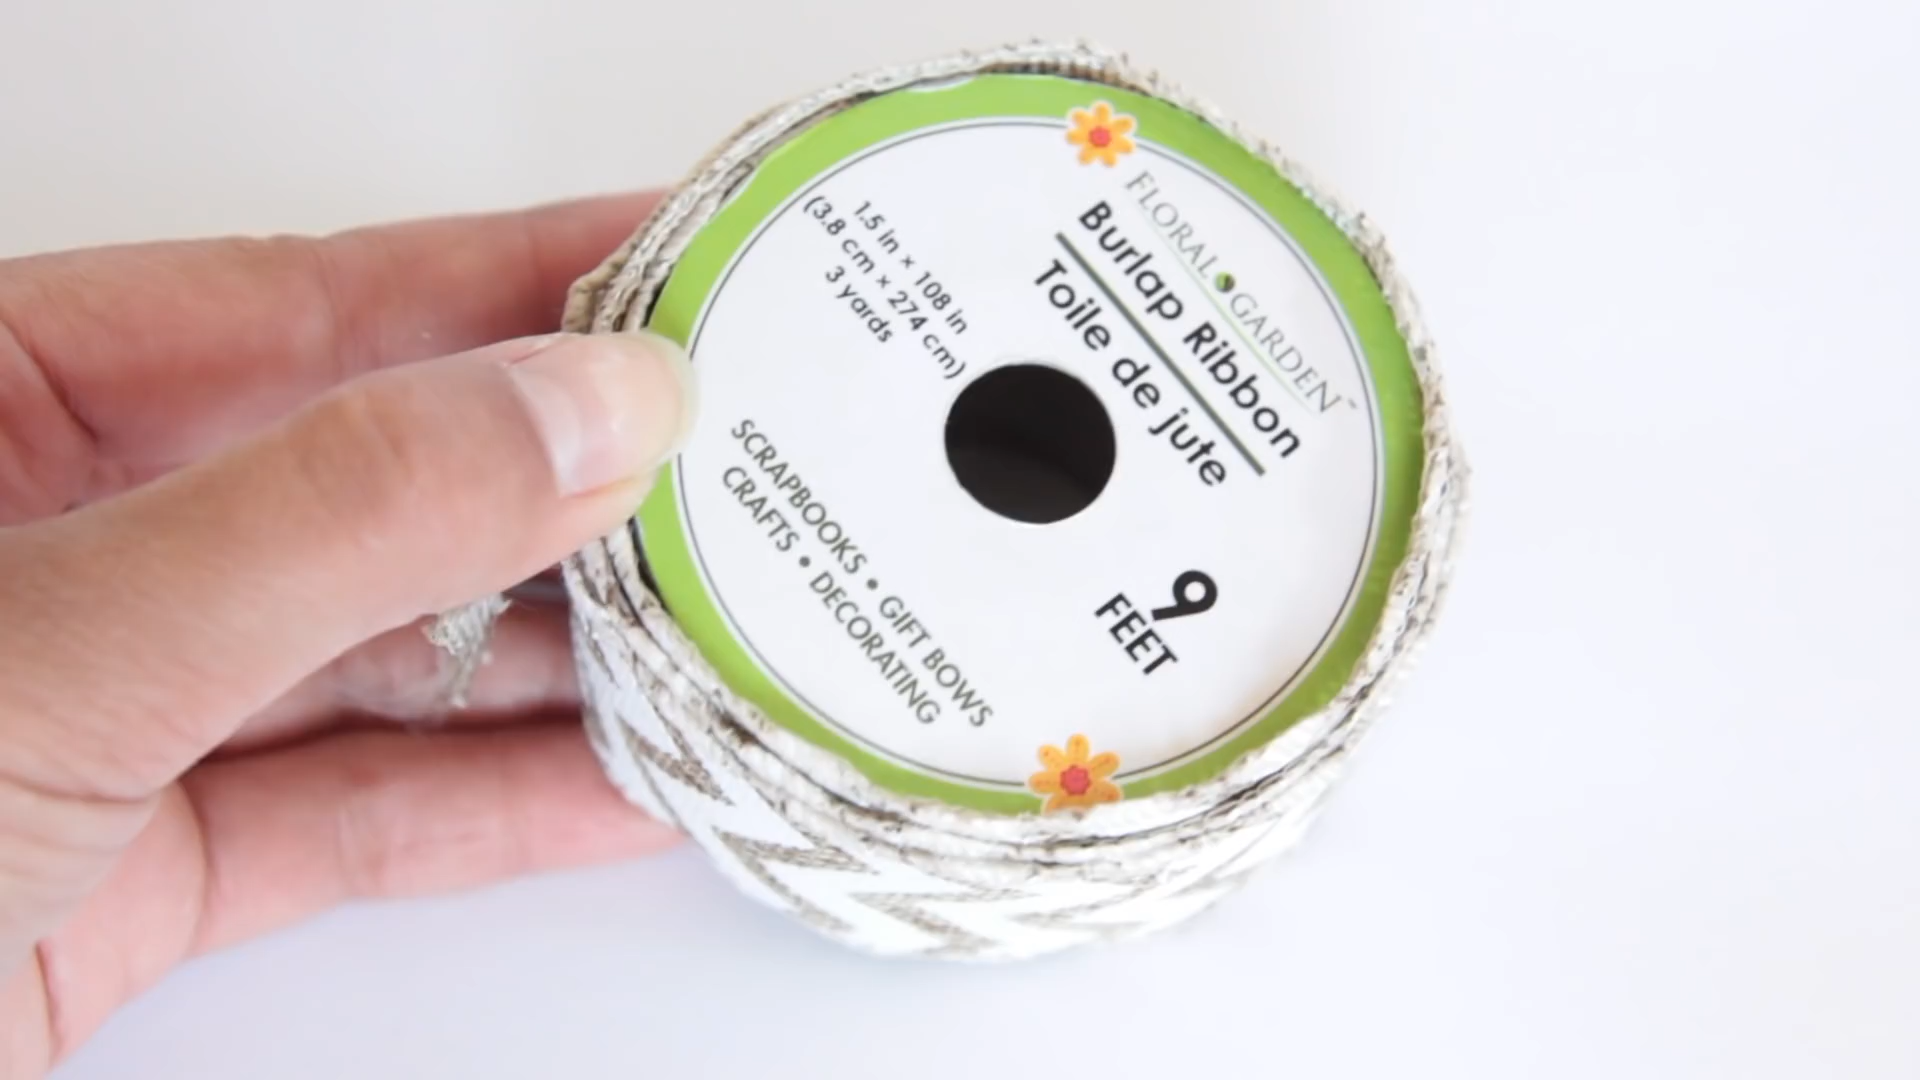 FLORAL GARDEN™
Burlap Ribbon
Toile de jute
1.5 in × 108 in
(3.8 cm × 274 cm)
3 yards
9
FEET
SCRAPBOOKS • GIFT BOWS
CRAFTS • DECORATING